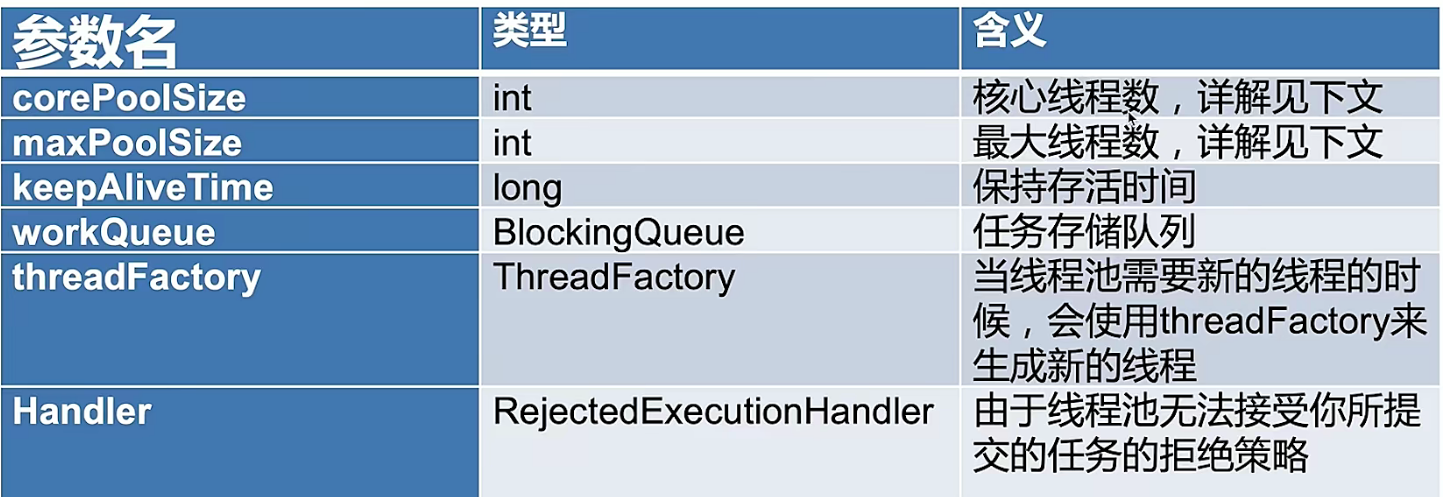 参数名 类型 含义
corePoolSize int 核心线程数，详解见下文
maxPoolSize int 最大线程数，详解见下文
keepAliveTime long 保持存活时间
workQueue BlockingQueue 任务存储队列
threadFactory ThreadFactory 当线程池需要新的线程的时
候，会使用threadFactory来
生成新的线程
Handler RejectedExecutionHandler 由于线程池无法接受你所提
交的任务的拒绝策略